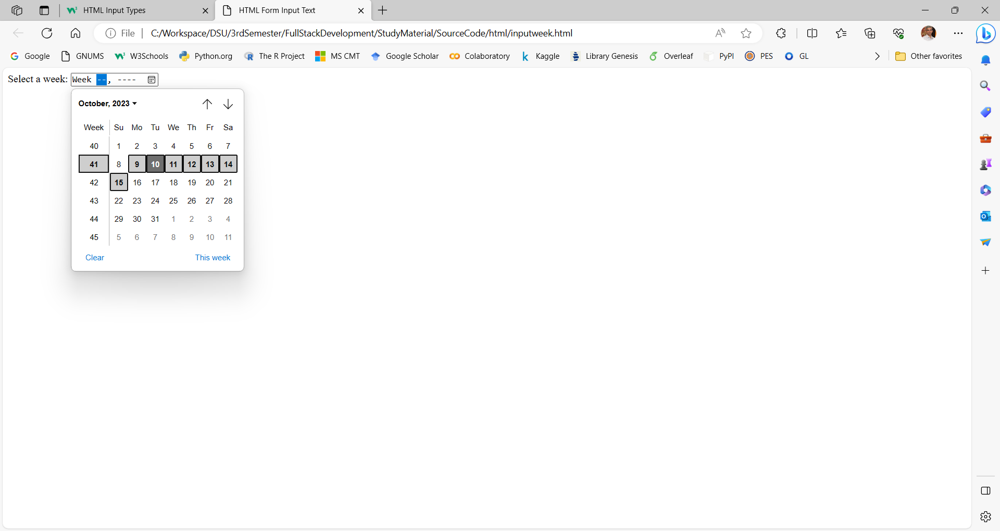 HTML Input Types
HTML Form Input Text
File
C:/Workspace/DSU/3rdSemester/FullStackDevelopment/StudyMaterial/SourceCode/html/inputweek.html
Google GNUMS W3Schools Python.org The R Project MS CMT Google Scholar Colaboratory Kaggle Library Genesis Overleaf PyPI PES GL Other favorites
Select a week: Week --, ----
October, 2023
Week Su Mo Tu We Th Fr Sa
40 1 2 3 4 5 6 7
41 8 9 10 11 12 13 14
42 15 16 17 18 19 20 21
43 22 23 24 25 26 27 28
44 29 30 31 1 2 3 4
45 5 6 7 8 9 10 11
Clear This week